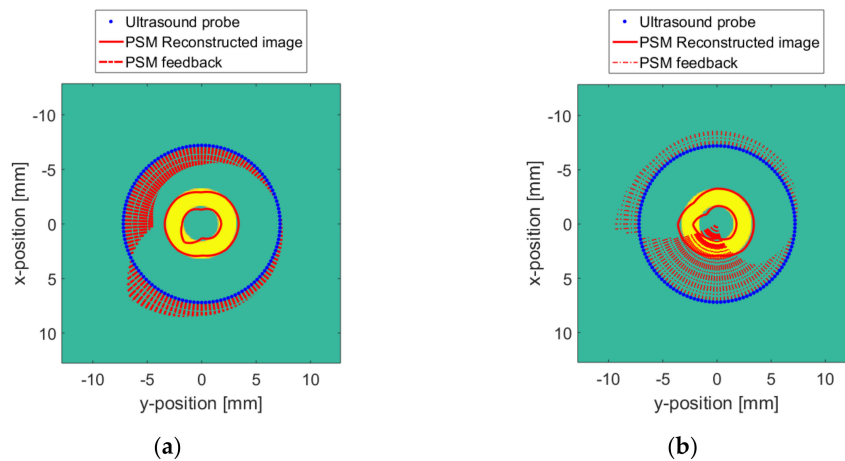 Ultrasound probe
PSM Reconstructed image
PSM feedback
-10
-5
0
5
10
x-position [mm]
-10 -5 0 5 10
y-position [mm]
(a)
Ultrasound probe
PSM Reconstructed image
PSM feedback
-10
-5
0
5
10
x-position [mm]
-10 -5 0 5 10
y-position [mm]
(b)